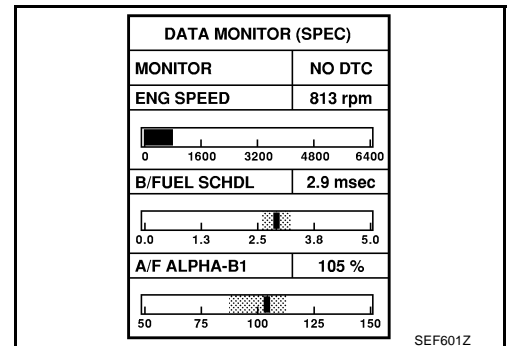 DATA MONITOR (SPEC)
MONITOR NO DTC
ENG SPEED 813 rpm
0 1600 3200 4800 6400
B/FUEL SCHDL 2.9 msec
0.0 1.3 2.5 3.8 5.0
A/F ALPHA-B1 105 %
50 75 100 125 150
SEF601Z